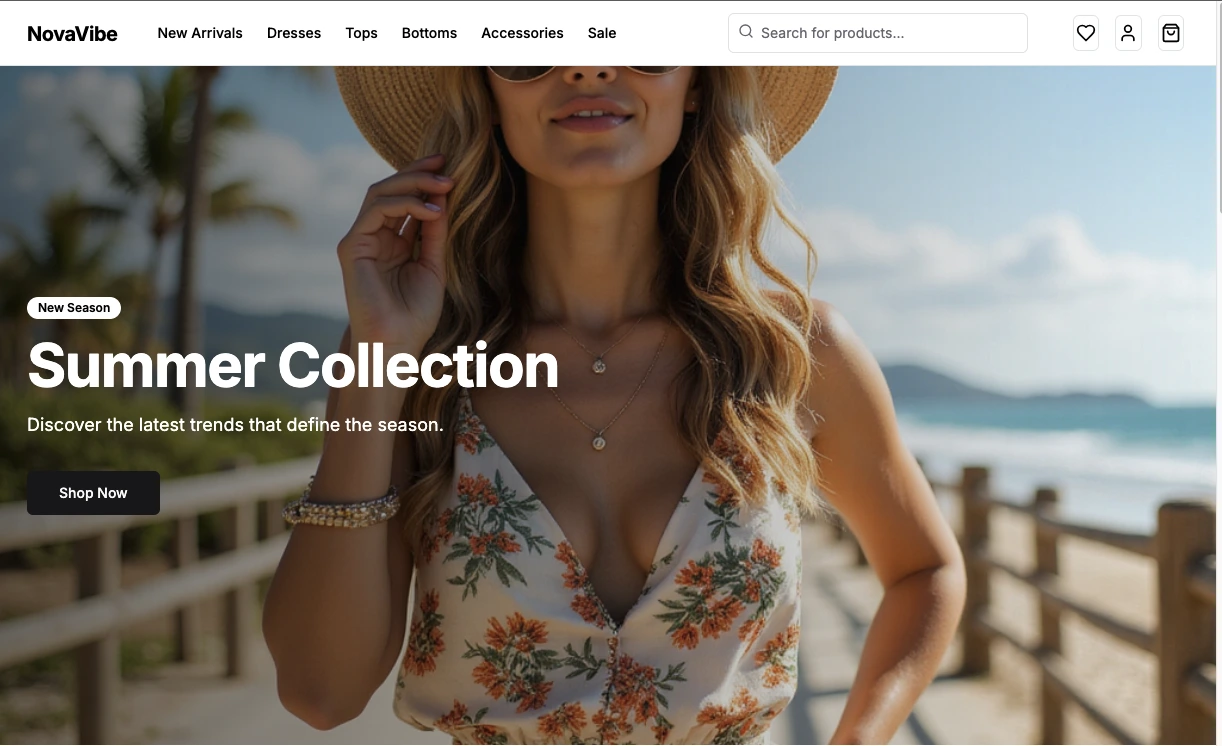 NovaVibe New Arrivals Dresses Tops Bottoms Accessories Sale Search for products...
New Season
Summer Collection
Discover the latest trends that define the season.
Shop Now